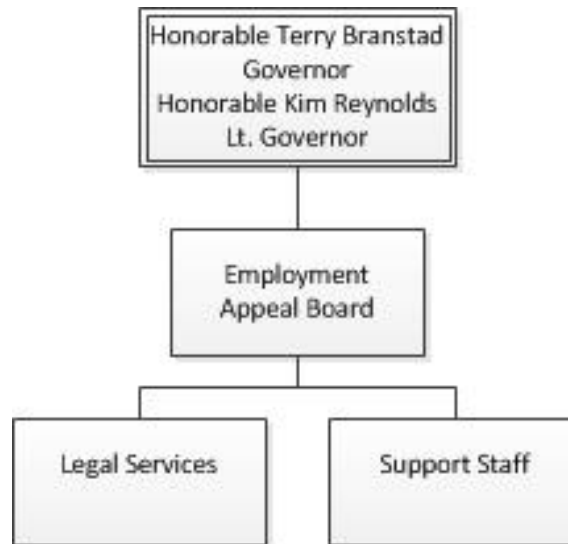 Honorable Terry Branstad
Governor
Honorable Kim Reynolds
Lt. Governor
Employment
Appeal Board
Legal Services
Support Staff